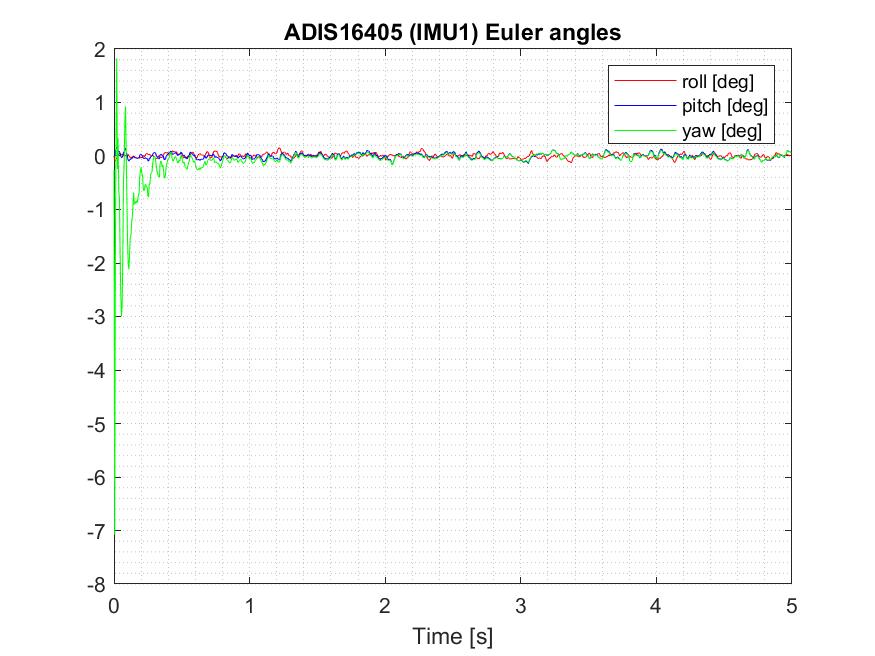 ADIS16405 (IMU1) Euler angles
roll [deg]
pitch [deg]
yaw [deg]
2
1
0
-1
-2
-3
-4
-5
-6
-7
-8
0 1 2 3 4 5
Time [s]